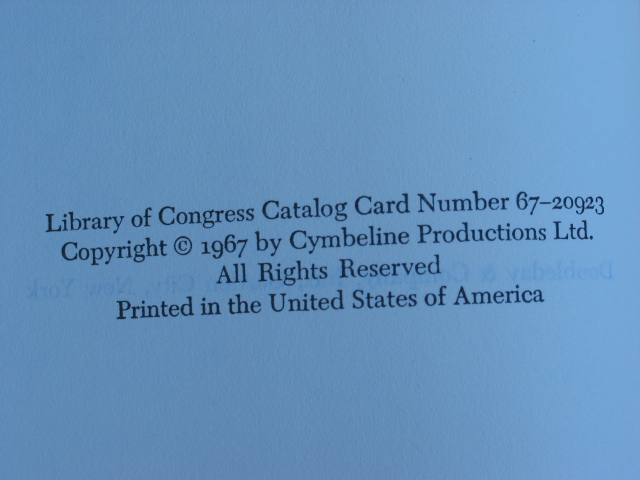 Library of Congress Catalog Card Number 67-20923
Copyright © 1967 by Cymbeline Productions Ltd.
All Rights Reserved
Printed in the United States of America